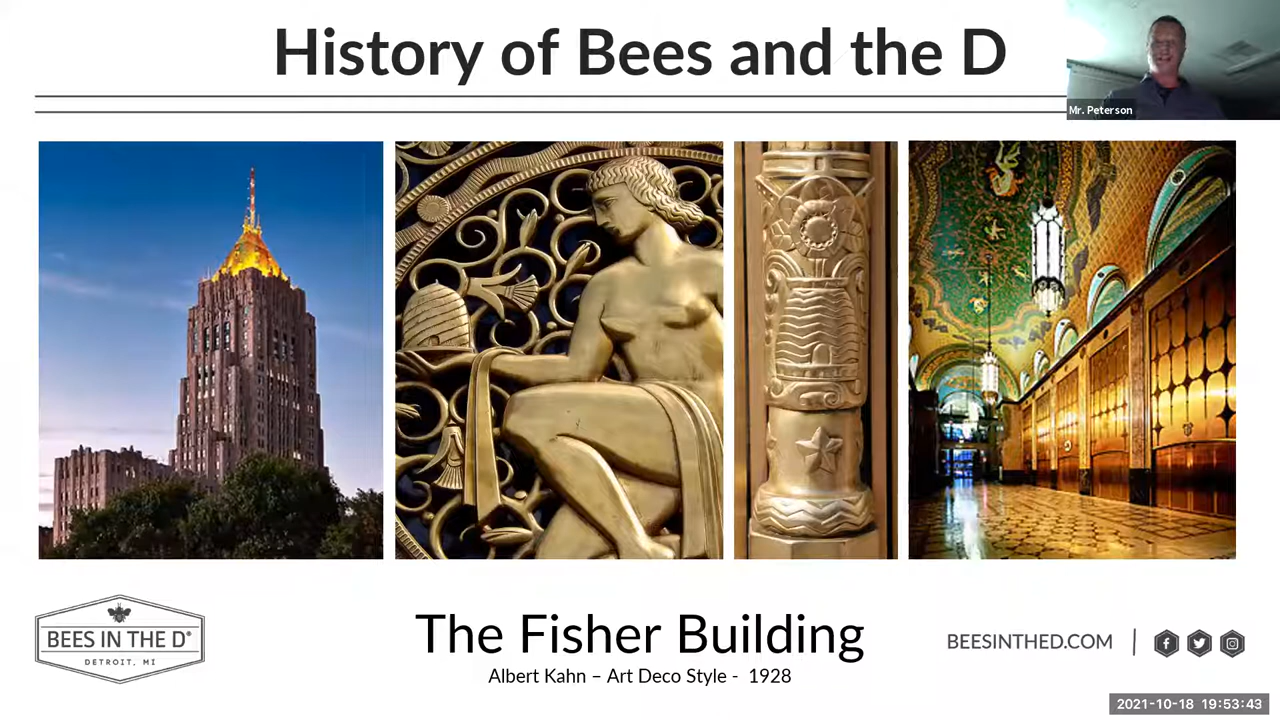 History of Bees and the D
Mr. Peterson
BEES IN THE D®
DETROIT, MI
The Fisher Building
Albert Kahn – Art Deco Style - 1928
BEESINTHED.COM
2021-10-18 19:53:43